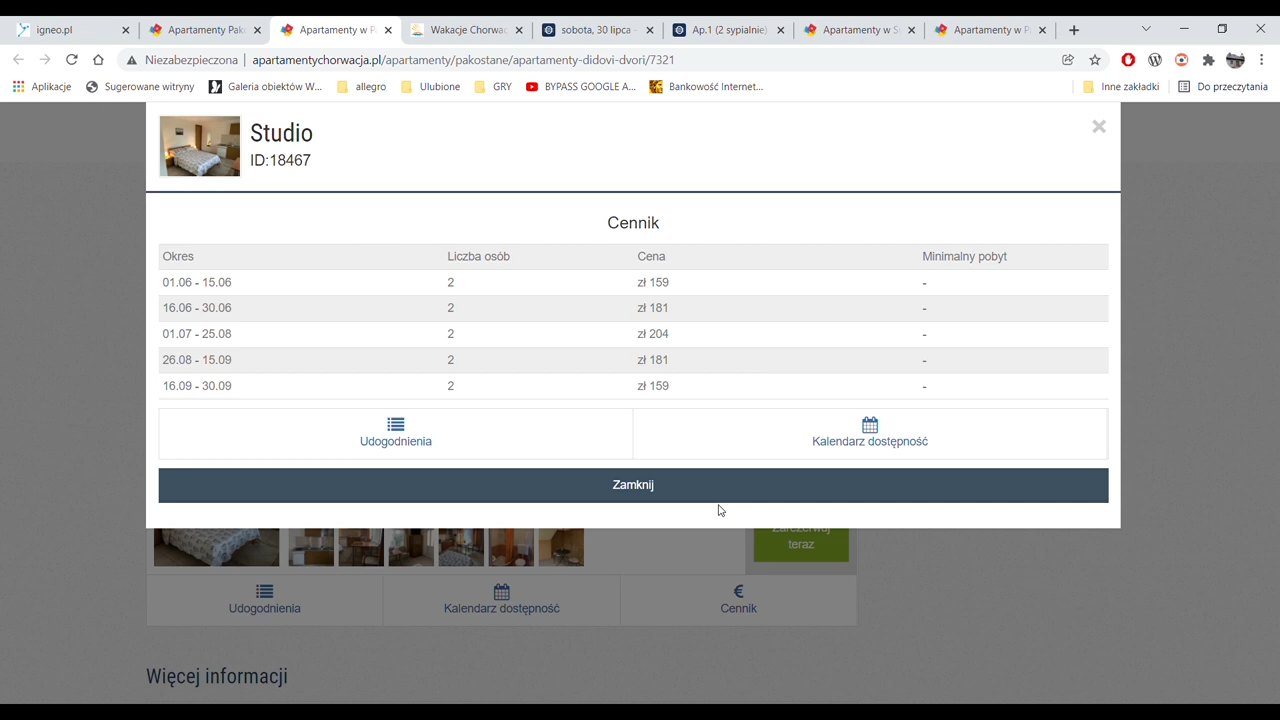 igneo.pl
Apartamenty Pak
Apartamenty w P
Wakacje Chorwac
sobota, 30 lipca -
Ap.1 (2 sypialnie)
Apartamenty w S
Apartamenty w P
Niezabezpieczona
apartamentychorwacja.pl/apartamenty/pakostane/apartamenty-didovi-dvori/7321
Aplikacje
Sugerowane witryny
Galeria obiektów W...
allegro
Ulubione
GRY
BYPASS GOOGLE A...
Bankowość Internet...
Inne zakładki
Do przeczytania
Studio
ID:18467
Cennik
Okres Liczba osób Cena Minimalny pobyt
01.06 - 15.06 2 zł 159 -
16.06 - 30.06 2 zł 181 -
01.07 - 25.08 2 zł 204 -
26.08 - 15.09 2 zł 181 -
16.09 - 30.09 2 zł 159 -
Udogodnienia
Kalendarz dostępność
Zamknij
Zarezerwuj
teraz
Udogodnienia
Kalendarz dostępność
€
Cennik
Więcej informacji